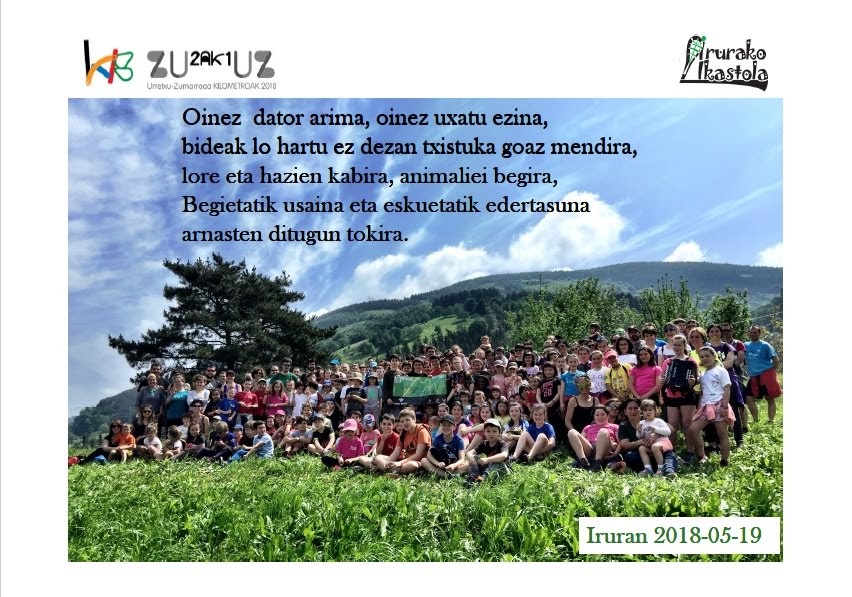 ZU2AK1UZ
Urretxu-Zumarraga KILOMETROAK 2018
Irurako
Ikastola
Oinez dator arima, oinez uxatu ezina,
bideak lo hartu ez dezan txistuka goaz mendira,
lore eta hazien kabira, animaliei begira,
Begietatik usaina eta eskuetatik edertasuna
arnasten ditugun tokira.
Iruran 2018-05-19